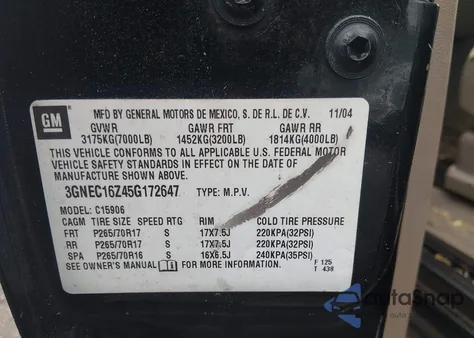 GM
MFD BY GENERAL MOTORS DE MEXICO, S. DE R.L. DE C.V. 11/04
GVWR GAWR FRT GAWR RR
3175KG(7000LB) 1452KG(3200LB) 1814KG(4000LB)
THIS VEHICLE CONFORMS TO ALL APPLICABLE U.S. FEDERAL MOTOR
VEHICLE SAFETY STANDARDS IN EFFECT ON THE DATE OF
MANUFACTURE SHOWN ABOVE.
3GNEC16Z45G172647 TYPE: M.P.V.
MODEL: C15906
CAGM TIRE SIZE SPEED RTG RIM COLD TIRE PRESSURE
FRT P265/70R17 S 17X7.5J 220KPA(32PSI)
RR P265/70R17 S 17X7.5J 220KPA(32PSI)
SPA P265/70R16 S 16X6.5J 240KPA(35PSI)
SEE OWNER'S MANUAL FOR MORE INFORMATION.
F 125
T 438
autoSnap